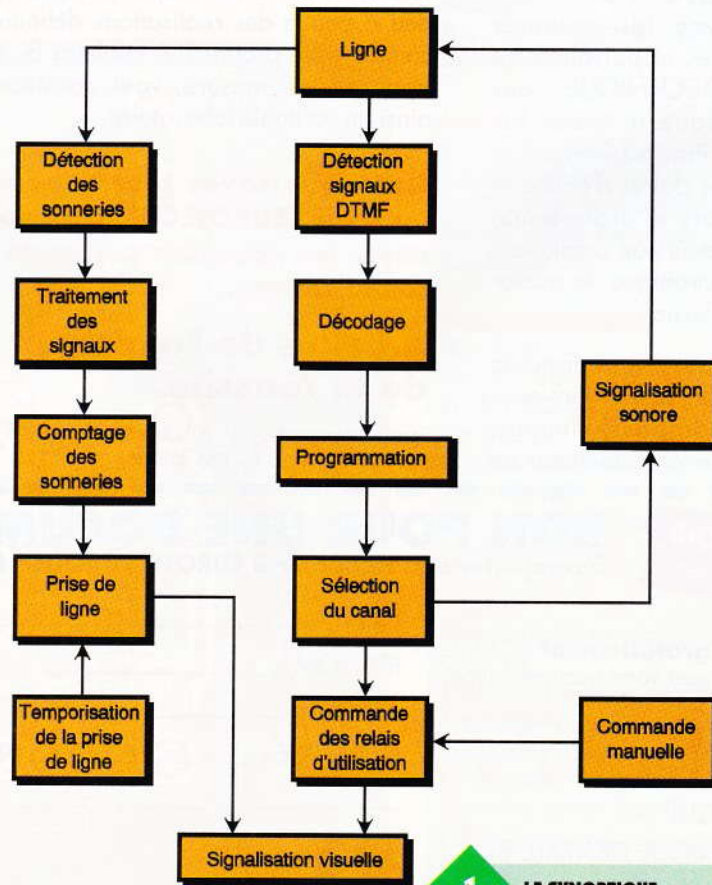 Ligne
Détection
des
sonneries
Détection
signaux
DTMF
Traitement
des
signaux
Décodage
Signalisation
sonore
Comptage
des
sonneries
Programmation
Prise de
ligne
Sélection
du canal
Temporisation
de la prise
de ligne
Commande
des relais
d'utilisation
Commande
manuelle
Signalisation visuelle
1
LE SYNOPTIQUE